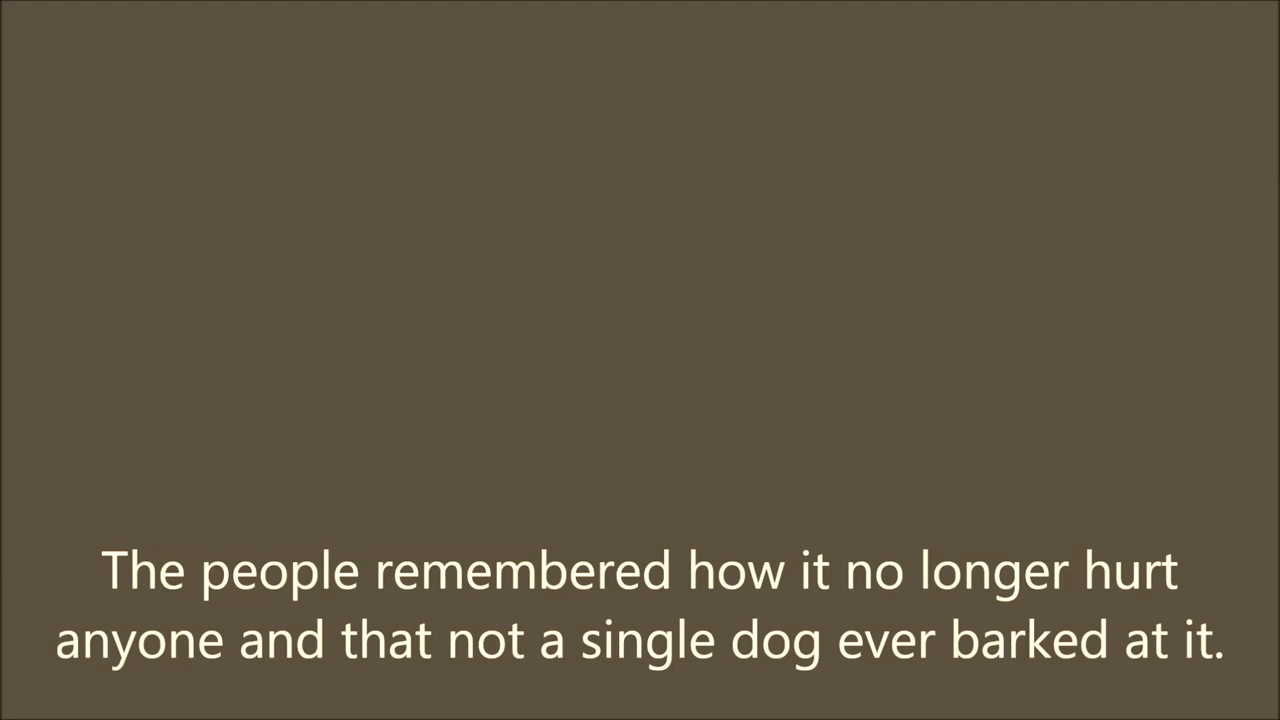 The people remembered how it no longer hurt
anyone and that not a single dog ever barked at it.